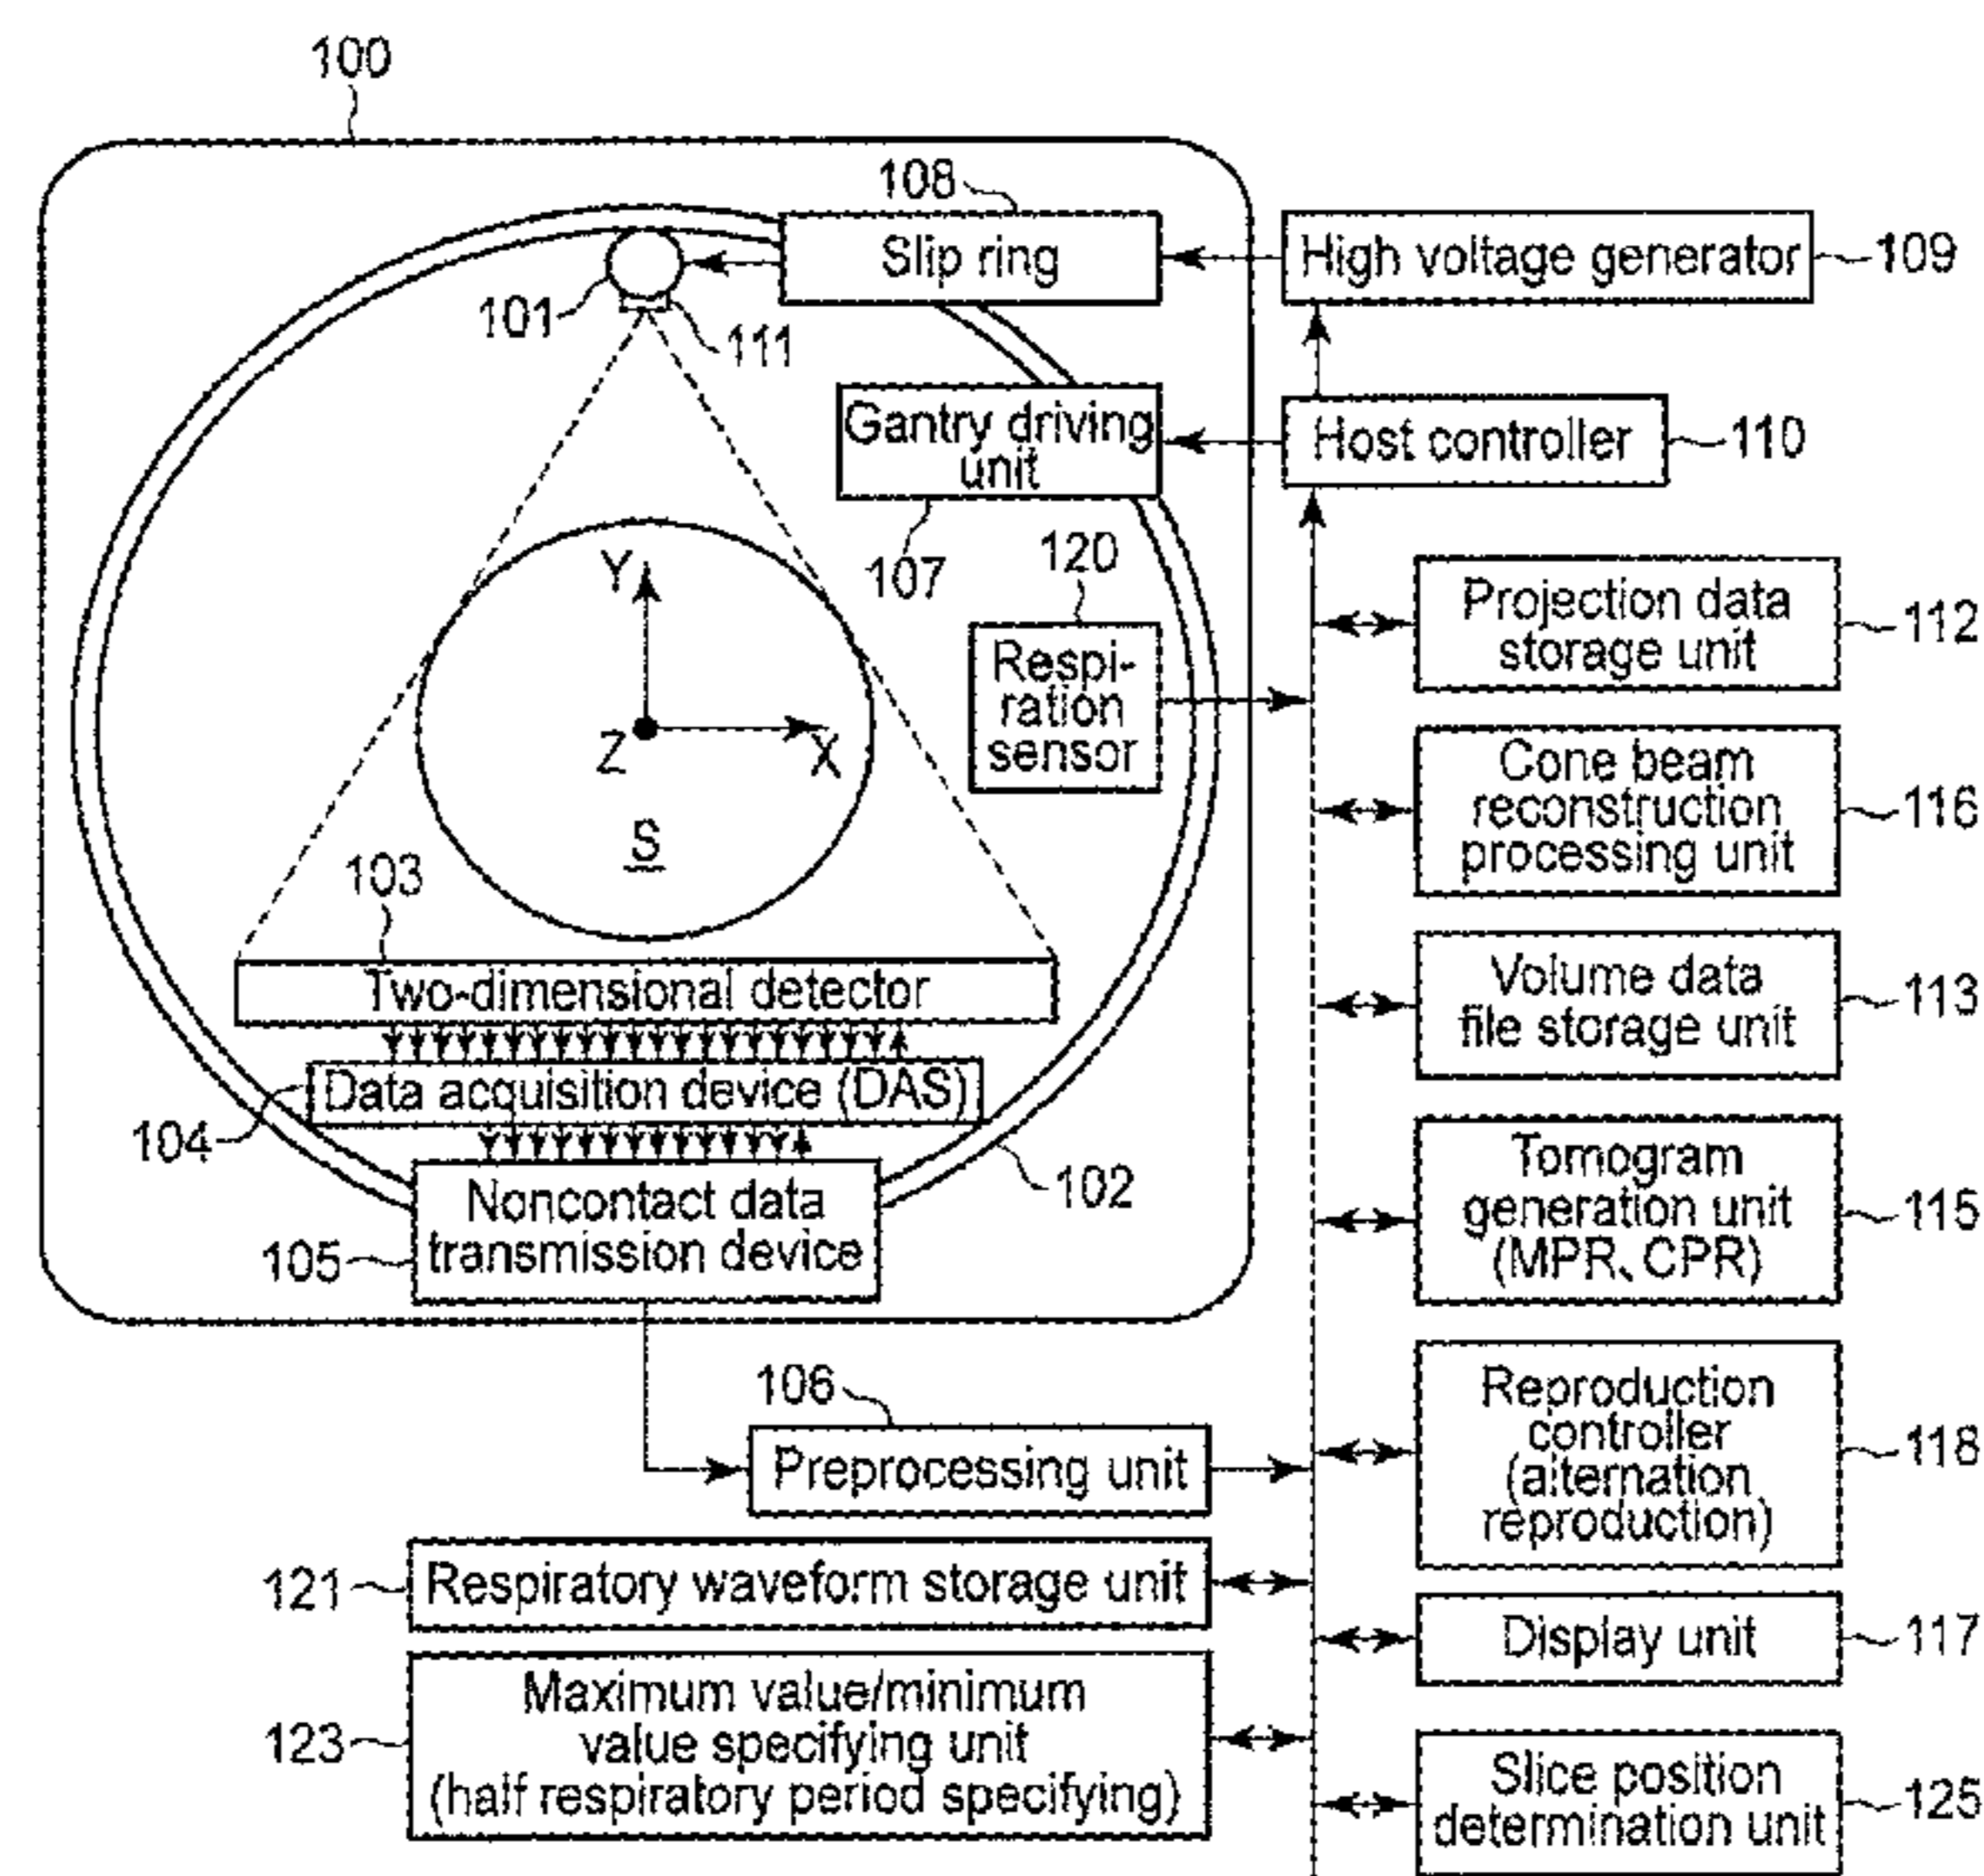 100
108
Slip ring
High voltage generator
109
101
111
Gantry driving
unit
Host controller
110
107
120
Y
Z
X
S
Respi-
ration
sensor
Projection data
storage unit
112
Cone beam
reconstruction
processing unit
116
103
Two-dimensional detector
Volume data
file storage unit
113
Data acquisition device (DAS)
104
102
Noncontact data
transmission device
105
Tomogram
generation unit
(MPR、CPR)
115
106
Preprocessing unit
Reproduction
controller
(aiternation
reproduction)
118
121
Respiratory waveform storage unit
Display unit
117
123
Maximum value/minimum
value specifying unit
(half respiratory period specifying)
Slice position
determination unit
125